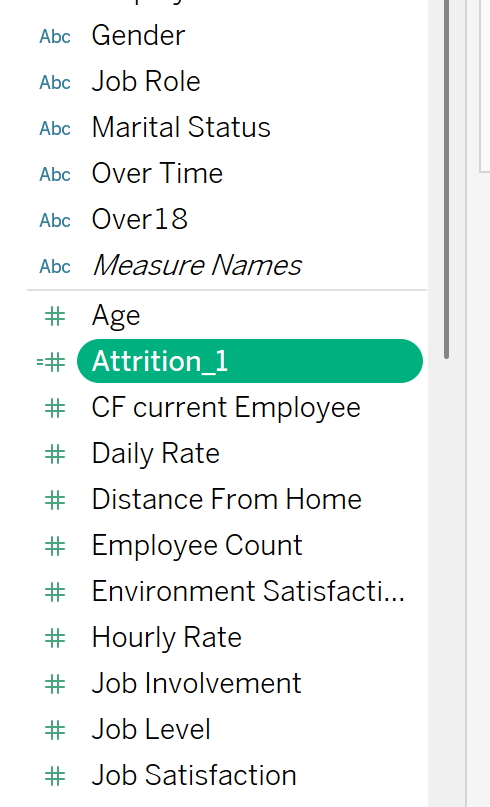 Abc Gender
Abc Job Role
Abc Marital Status
Abc Over Time
Abc Over18
Abc Measure Names
# Age
=# Attrition_1
# CF current Employee
# Daily Rate
# Distance From Home
# Employee Count
# Environment Satisfacti...
# Hourly Rate
# Job Involvement
# Job Level
# Job Satisfaction